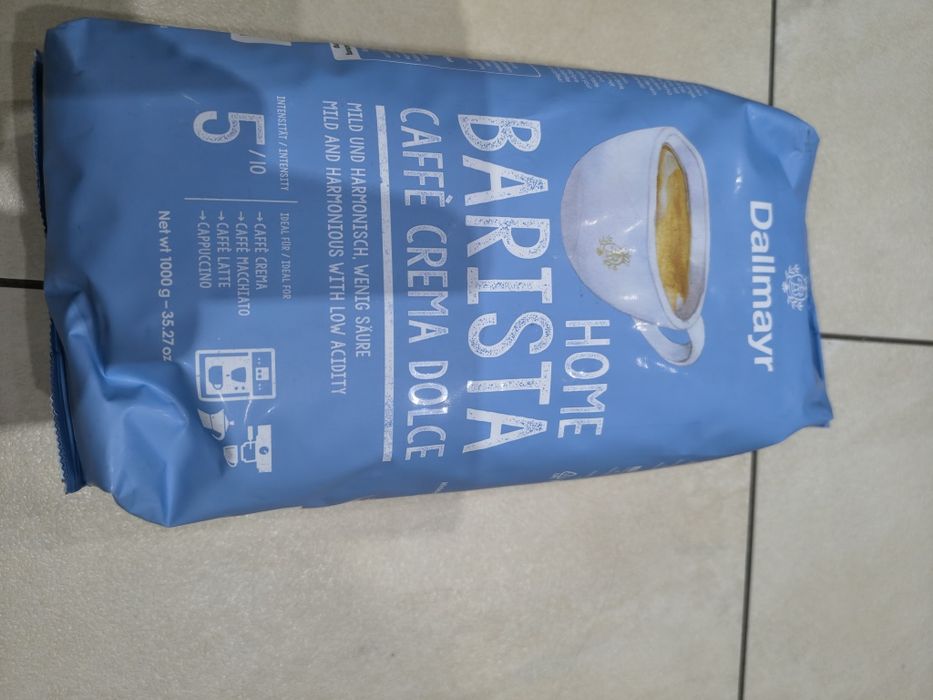 Dallmayr
HOME
BARISTA
CAFFÈ CREMA DOLCE
MILD UND HARMONISCH, WENIG SÄURE
MILD AND HARMONIOUS WITH LOW ACIDITY
INTENSITÄT / INTENSITY
5/10
IDEAL FÜR / IDEAL FOR
→ CAFFÈ CREMA
→ CAFFÈ MACCHIATO
→ CAFFÈ LATTE
→ CAPPUCCINO
Net wt 1000 g – 35.27 oz